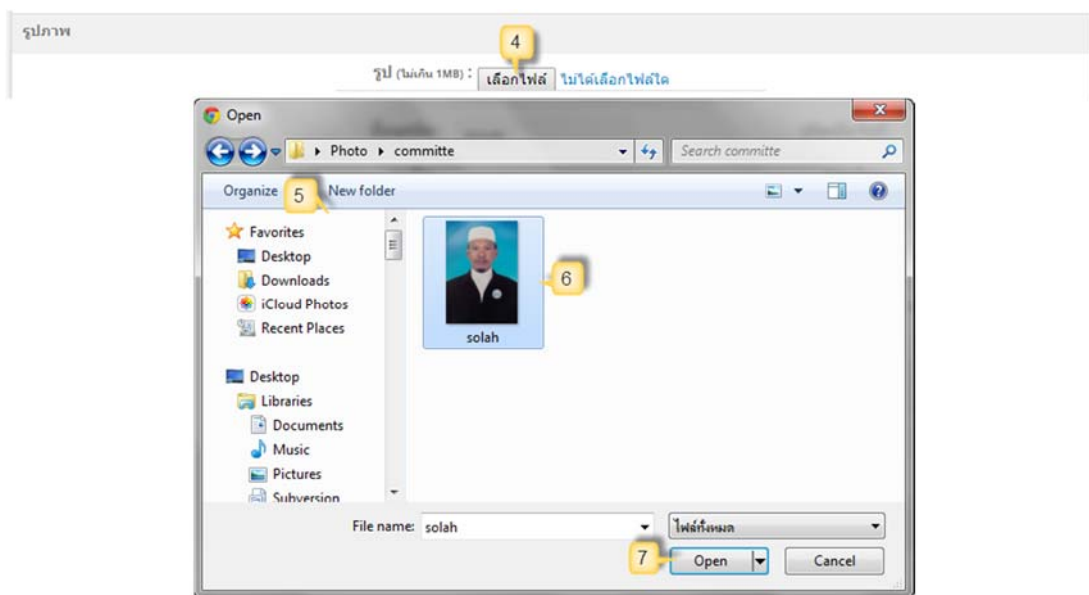 รูปภาพ
4
รูป (ไม่เกิน 1MB) : เลือกไฟล์ ไม่ได้เลือกไฟล์ใด
Open
Photo committe Search committe
Organize 5 New folder
Favorites
Desktop
Downloads
iCloud Photos
Recent Places
6
solah
Desktop
Libraries
Documents
Music
Pictures
Subversion
File name: solah ไฟล์ทั้งหมด
7 Open Cancel